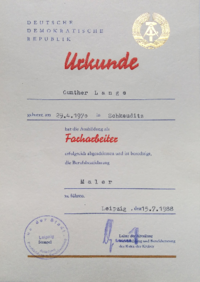 DEUTSCHE
DEMOKRATISCHE
REPUBLIK
Urkunde
Gunther Lange
geboren am 29.4.1970 in Schkeuditz
hat die Ausbildung als
Facharbeiter
erfolgreich abgeschlossen und ist berechtigt,
die Berufsbezeichnung
Maler
zu führen.
Leipzig, den 15.7.1988